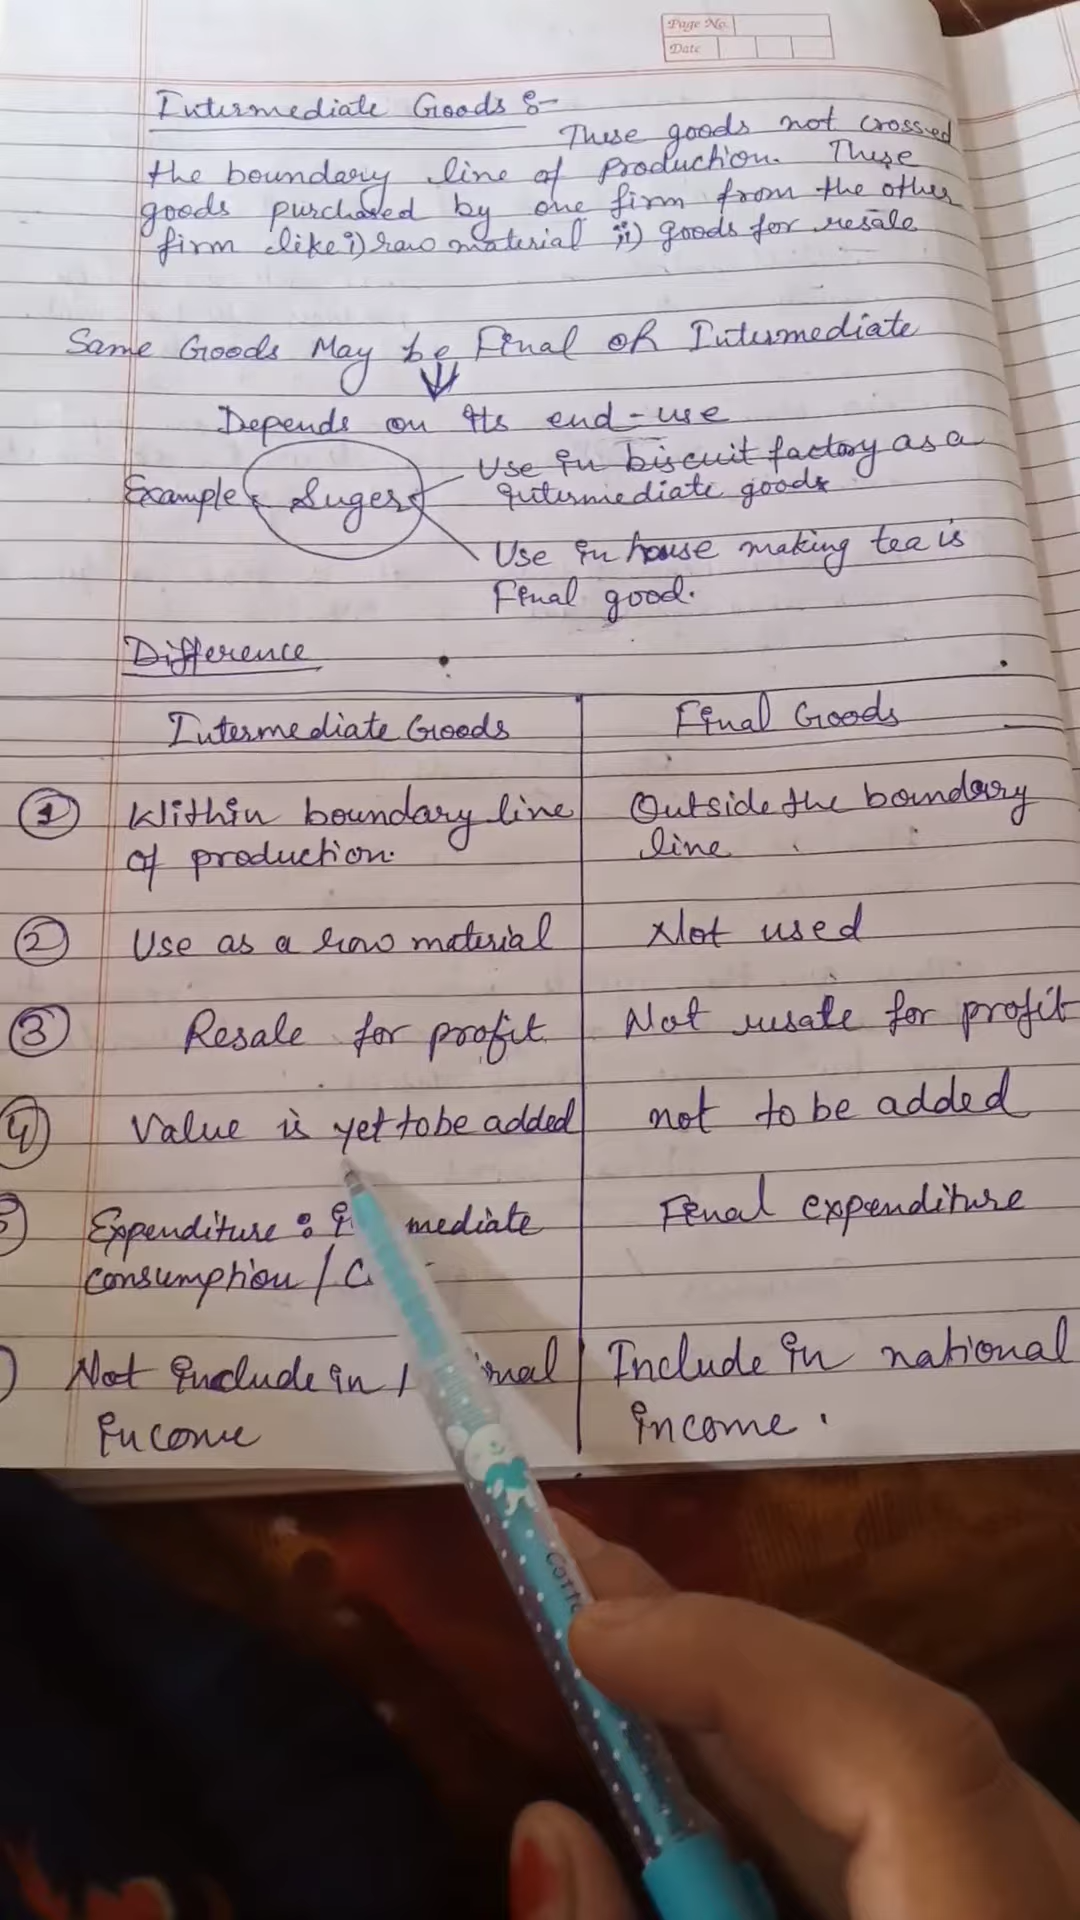 Page No.
Date
Intermediate Goods :-
These goods not crossed
the boundary line of production. These
goods purchased by one firm from the other
firm like i) raw material ii) goods for resale
Same Goods May be Final or Intermediate
Depends on its end-use
Example : Suger
Use in biscuit factory as a
intermediate goods
Use in house making tea is
Final good.
Difference
Intermediate Goods
Final Goods
1 Within boundary line
of production.
Outside the boundary
line
2 Use as a raw material
Not used
3 Resale for profit.
Not resale for profit
4 Value is yet to be added
not to be added
Expenditure : mediate
consumption / C
Final expenditure
Not include in
income
Include in national
income.